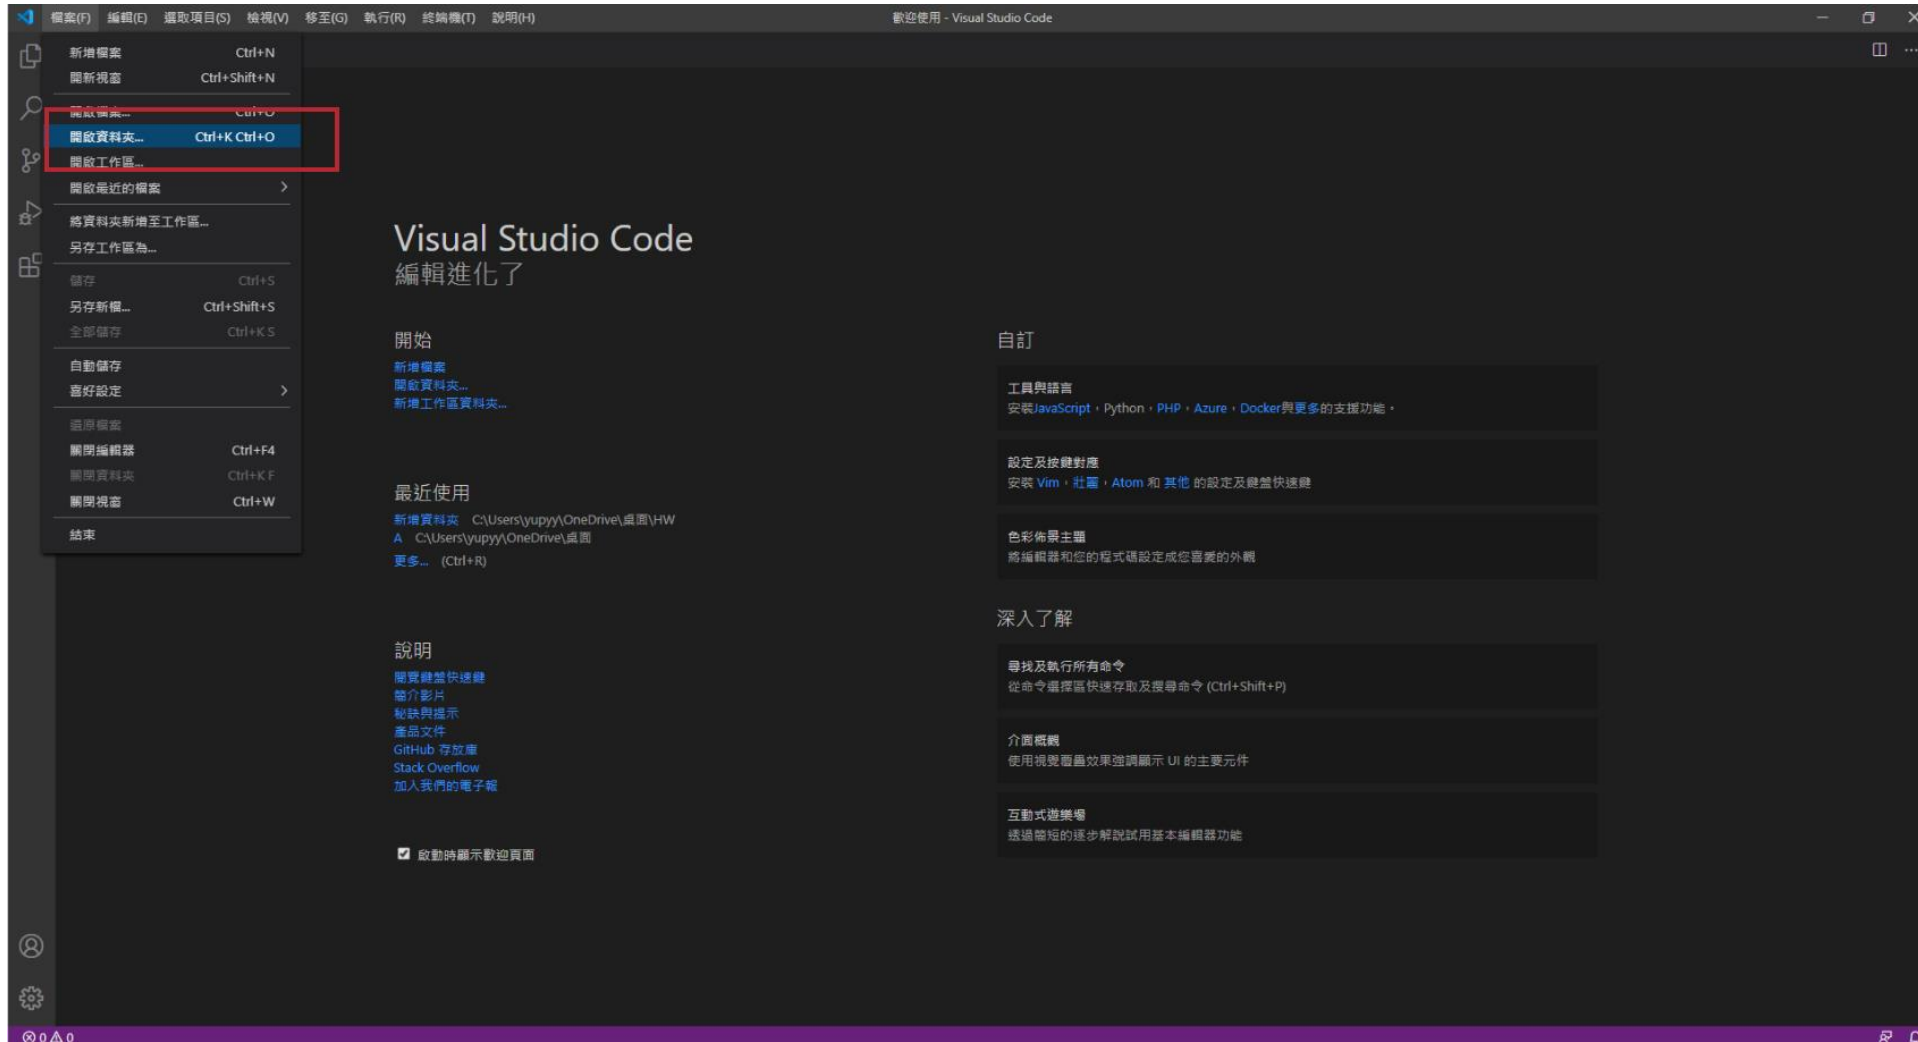 檔案(F) 編輯(E) 選取項目(S) 檢視(V) 移至(G) 執行(R) 終端機(T) 說明(H) 歡迎使用 - Visual Studio Code
新增檔案 Ctrl+N
開新視窗 Ctrl+Shift+N
開啟檔案... Ctrl+O
開啟資料夾... Ctrl+K Ctrl+O
開啟工作區...
開啟最近的檔案
將資料夾新增至工作區...
另存工作區為...
儲存 Ctrl+S
另存新檔... Ctrl+Shift+S
全部儲存 Ctrl+K S
自動儲存
喜好設定
還原檔案
關閉編輯器 Ctrl+F4
關閉資料夾 Ctrl+K F
關閉視窗 Ctrl+W
結束
Visual Studio Code
編輯進化了
開始
新增檔案
開啟資料夾...
新增工作區資料夾...
最近使用
新增資料夾 C:\Users\yupyy\OneDrive\桌面\HW
A C:\Users\yupyy\OneDrive\桌面
更多... (Ctrl+R)
說明
閱覽鍵盤快速鍵
簡介影片
秘訣與提示
產品文件
GitHub 存放庫
Stack Overflow
加入我們的電子報
啟動時顯示歡迎頁面
自訂
工具與語言
安裝JavaScript，Python，PHP，Azure，Docker與更多的支援功能。
設定及按鍵對應
安裝 Vim，壯麗，Atom 和 其他 的設定及鍵盤快速鍵
色彩佈景主題
將編輯器和您的程式碼設定成您喜愛的外觀
深入了解
尋找及執行所有命令
從命令選擇區快速存取及搜尋命令 (Ctrl+Shift+P)
介面概觀
使用視覺覆疊效果強調顯示 UI 的主要元件
互動式遊樂場
透過簡短的逐步解說試用基本編輯器功能
0 0